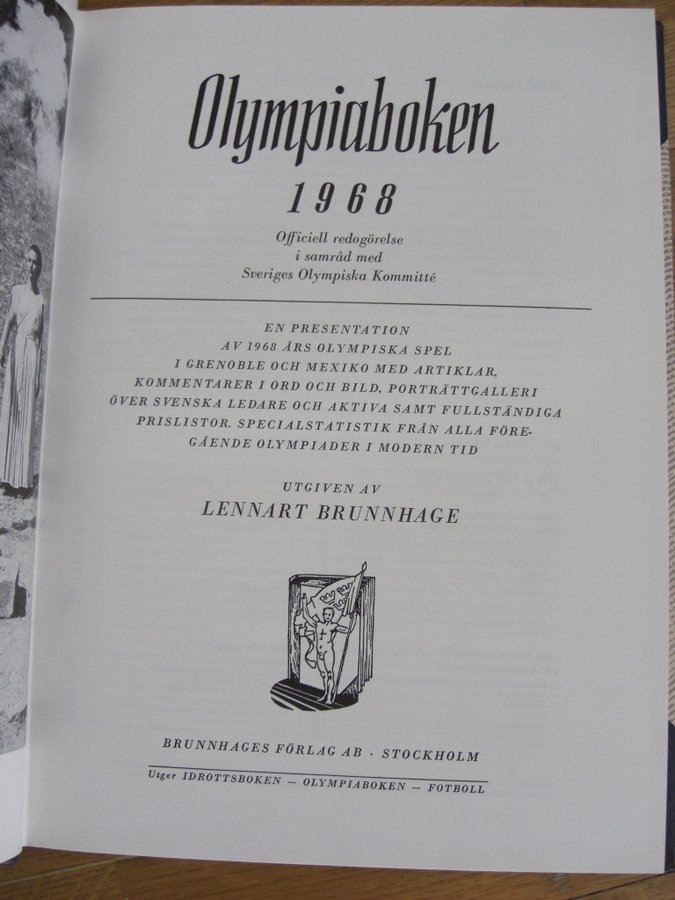 Olympiaboken
1968
Officiell redogörelse
i samråd med
Sveriges Olympiska Kommitté
EN PRESENTATION
AV 1968 ÅRS OLYMPISKA SPEL
I GRENOBLE OCH MEXIKO MED ARTIKLAR,
KOMMENTARER I ORD OCH BILD, PORTRÄTTGALLERI
ÖVER SVENSKA LEDARE OCH AKTIVA SAMT FULLSTÄNDIGA
PRISLISTOR. SPECIALSTATISTIK FRÅN ALLA FÖRE-
GÅENDE OLYMPIADER I MODERN TID
UTGIVEN AV
LENNART BRUNNHAGE
BRUNNHAGES FÖRLAG AB · STOCKHOLM
Utger IDROTTSBOKEN — OLYMPIABOKEN — FOTBOLL